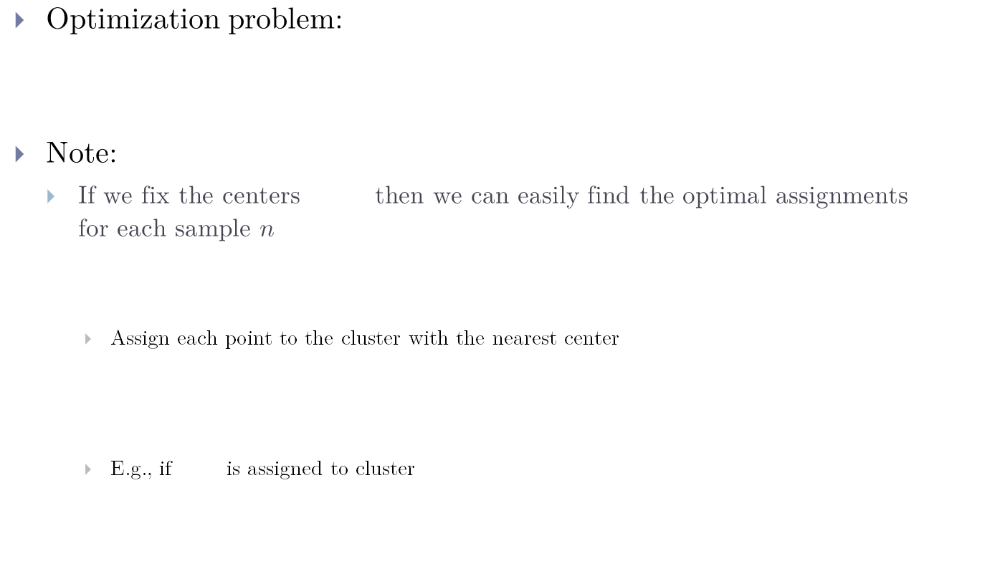 Optimization problem:
Note:
If we fix the centers then we can easily find the optimal assignments
for each sample n
Assign each point to the cluster with the nearest center
E.g., if is assigned to cluster